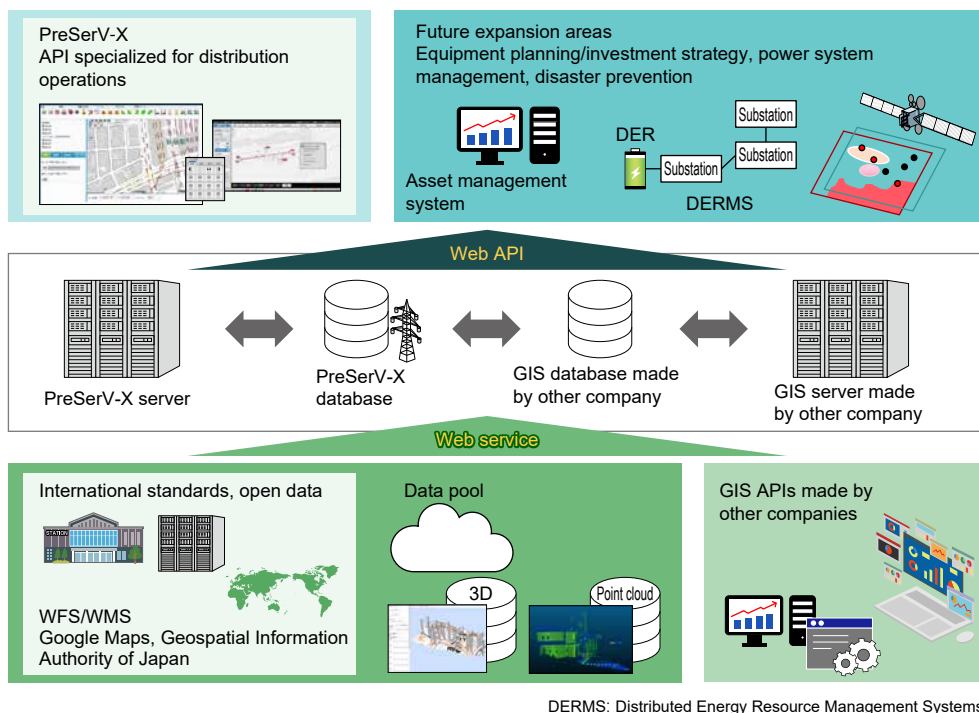 PreSerV-X
API specialized for distribution
operations
Future expansion areas
Equipment planning/investment strategy, power system
management, disaster prevention
Asset management
system
DER
Substation
Substation
Substation
DERMS
Web API
PreSerV-X server
PreSerV-X
database
GIS database made
by other company
GIS server made
by other company
Web service
International standards, open data
STATION
WFS/WMS
Google Maps, Geospatial Information
Authority of Japan
Data pool
3D
Point cloud
GIS APIs made by
other companies
DERMS: Distributed Energy Resource Management Systems